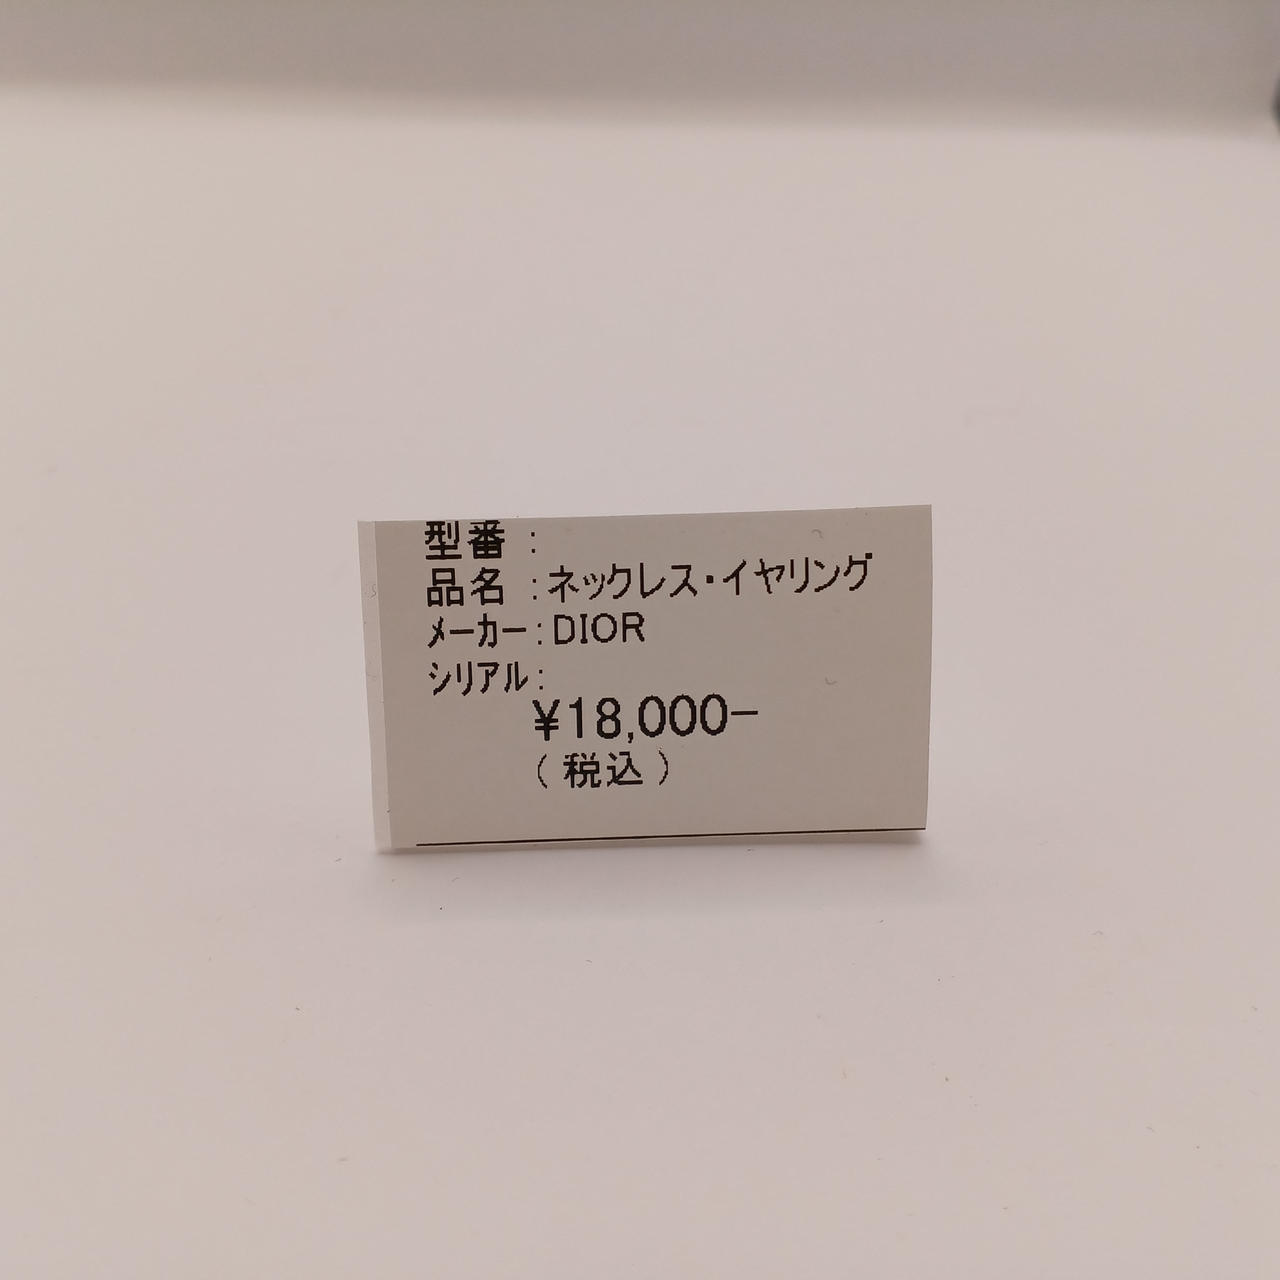 型番 :
品名 :ネックレス・イヤリング
メーカー:DIOR
シリアル:
¥18,000−
(税込)